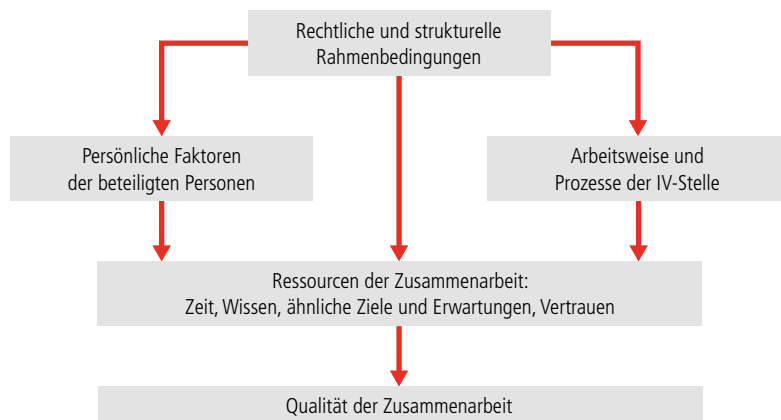 Rechtliche und strukturelle
Rahmenbedingungen
Persönliche Faktoren
der beteiligten Personen
Arbeitsweise und
Prozesse der IV-Stelle
Ressourcen der Zusammenarbeit:
Zeit, Wissen, ähnliche Ziele und Erwartungen, Vertrauen
Qualität der Zusammenarbeit